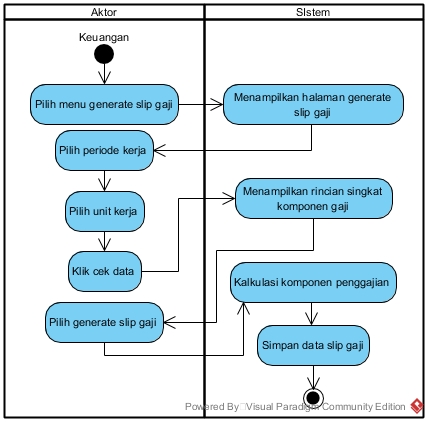 Aktor
SIstem
Keuangan
Pilih menu generate slip gaji
Menampilkan halaman generate
slip gaji
Pilih periode kerja
Pilih unit kerja
Menampilkan rincian singkat
komponen gaji
Klik cek data
Kalkulasi komponen penggajian
Pilih generate slip gaji
Simpan data slip gaji
Powered By Visual Paradigm Community Edition